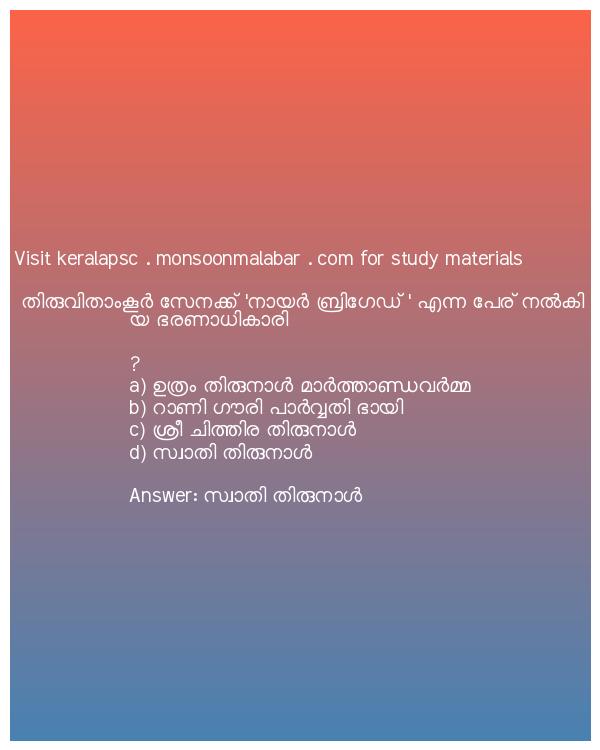 Visit keralapsc . monsoonmalabar . com for study materials
തിരുവിതാംകൂർ സേനക്ക് 'നായർ ബ്രിഗേഡ് ' എന്ന പേര് നൽകി
യ ഭരണാധികാരി
?
a) ഉത്രം തിരുനാൾ മാർത്താണ്ഡവർമ്മ
b) റാണി ഗൗരി പാർവ്വതി ഭായി
c) ശ്രീ ചിത്തിര തിരുനാൾ
d) സ്വാതി തിരുനാൾ
Answer: സ്വാതി തിരുനാൾ